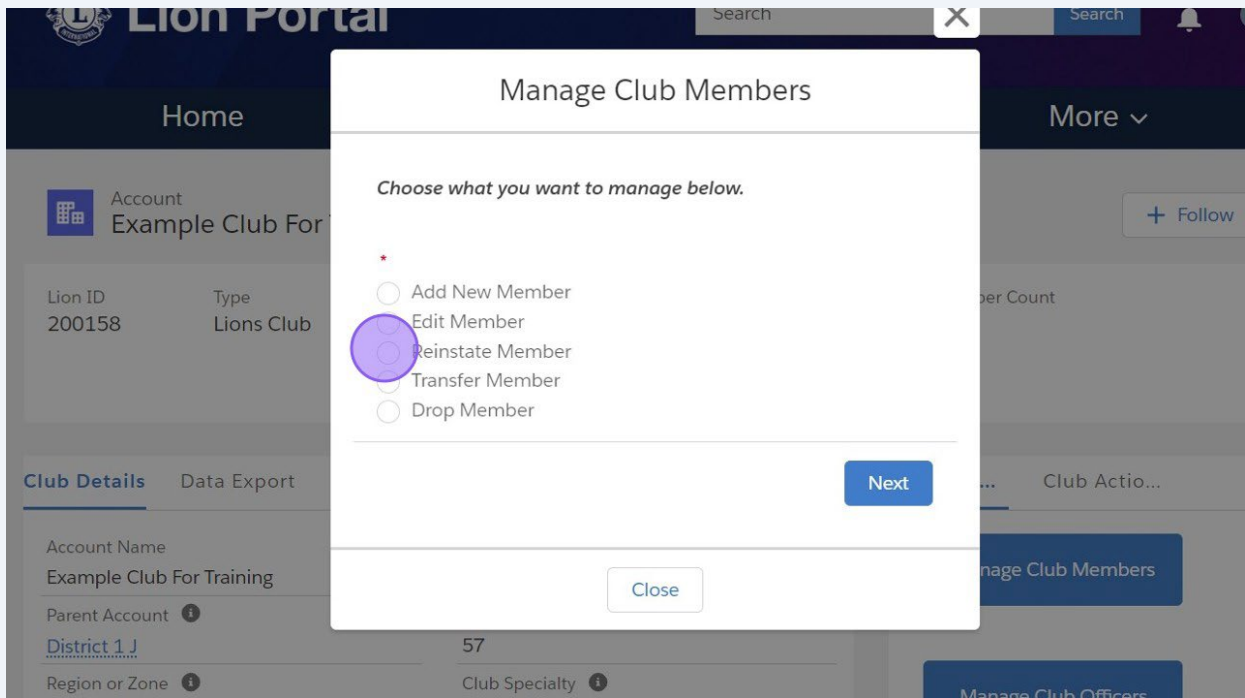 Lion Portal
Search
Search
Manage Club Members
Home
More
Choose what you want to manage below.
Account
Example Club For
+ Follow
*
Lion ID
Type
per Count
200158
Lions Club
Add New Member
Edit Member
Reinstate Member
Transfer Member
Drop Member
Club Details
Data Export
Next
...
Club Actio...
Account Name
Example Club For Training
nage Club Members
Parent Account
Close
District 1 J
57
Region or Zone
Club Specialty
Manage Club Officers